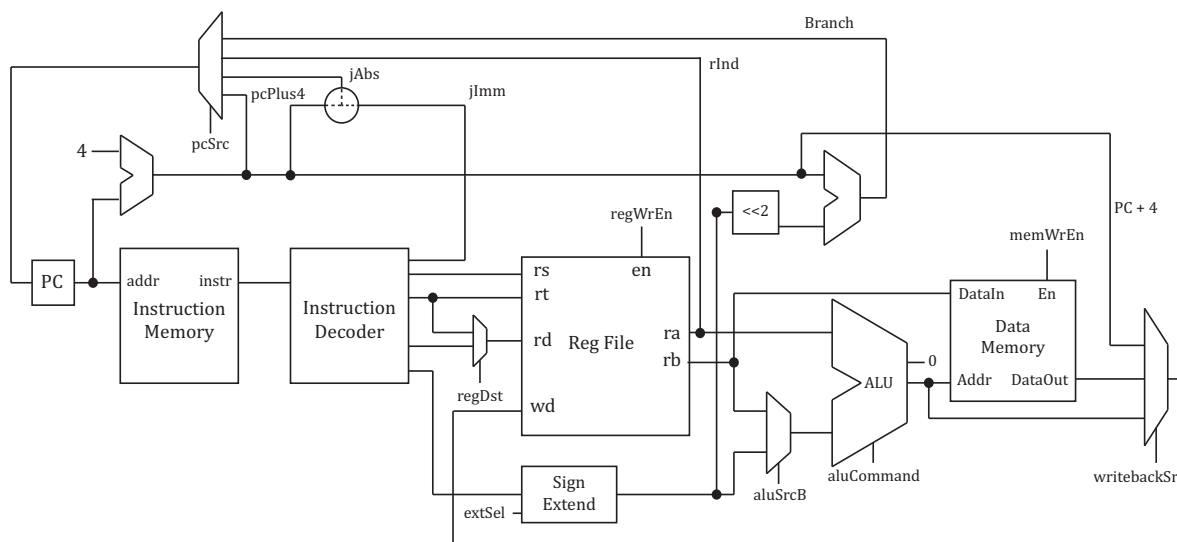 Branch
rInd
jAbs
pcPlus4
jImm
pcSrc
4
<<2
PC + 4
regWrEn
memWrEn
PC
addr
instr
Instruction
Memory
Instruction
Decoder
rs
rt
rd
wd
en
Reg File
ra
rb
regDst
DataIn
En
Data
Memory
Addr
DataOut
0
ALU
Sign
Extend
extSel
aluSrcB
aluCommand
writebackSr